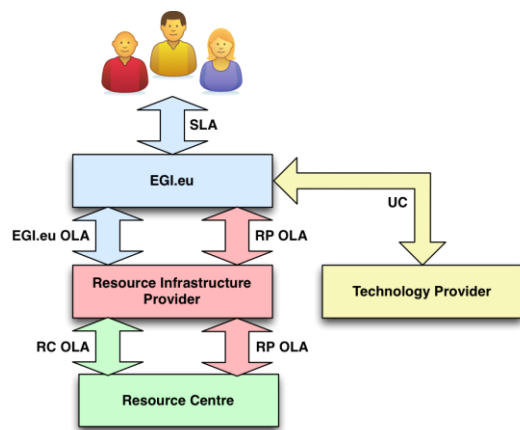 SLA
EGI.eu
UC
EGI.eu OLA
RP OLA
Resource Infrastructure
Provider
Technology Provider
RC OLA
RP OLA
Resource Centre